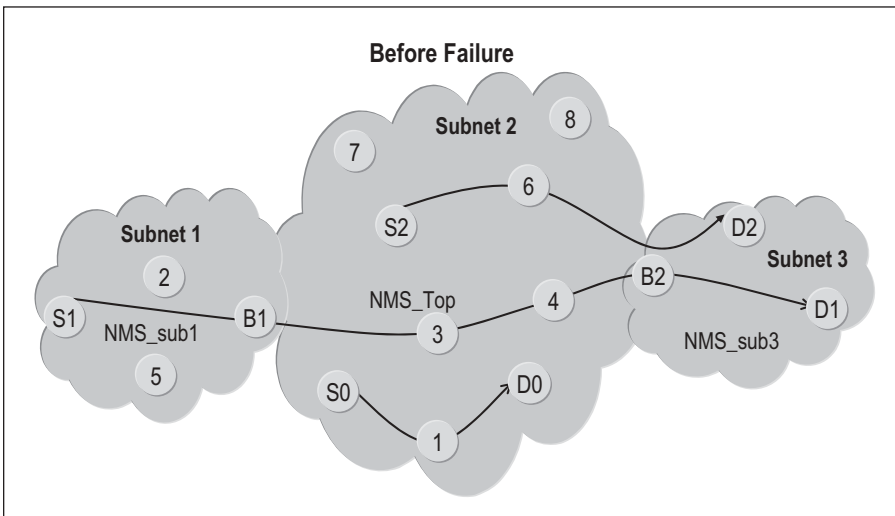 Before Failure
Subnet 2
8
7
6
S2
D2
Subnet 1
Subnet 3
2
B2
NMS_Top
4
S1
B1
D1
3
NMS_sub1
NMS_sub3
5
S0
D0
1